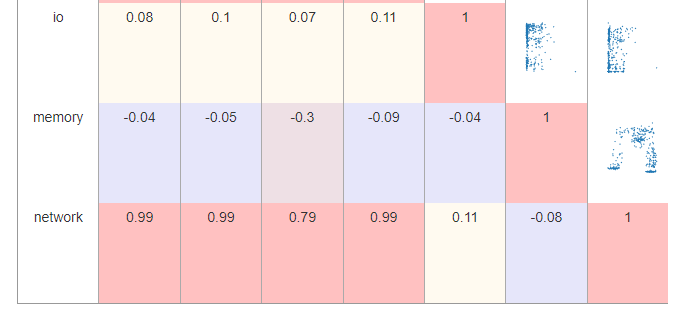 io 0.08 0.1 0.07 0.11 1
memory -0.04 -0.05 -0.3 -0.09 -0.04 1
network 0.99 0.99 0.79 0.99 0.11 -0.08 1